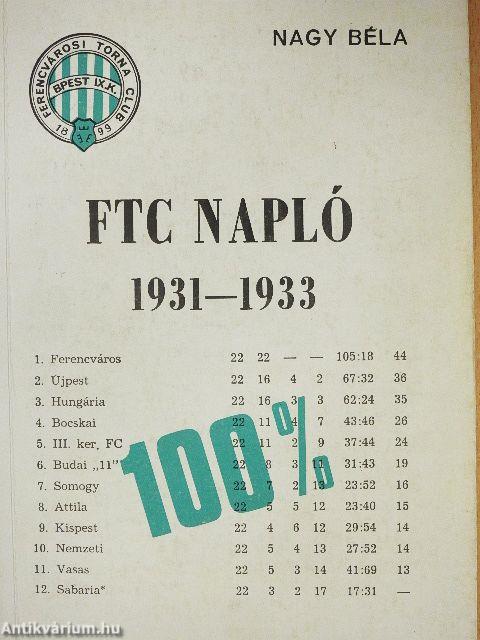 NAGY BÉLA
FERENCVÁROSI TORNA CLUB
BPEST IX.K.
1899
FTC NAPLÓ
1931—1933
1. Ferencváros 22 22 — — 105:18 44
2. Újpest 22 16 4 2 67:32 36
3. Hungária 22 16 3 3 62:24 35
4. Bocskai 22 11 4 7 43:46 26
5. III. ker. FC 22 11 2 9 37:44 24
6. Budai „11” 22 8 3 11 31:43 19
7. Somogy 22 7 2 13 23:52 16
8. Attila 22 5 5 12 23:40 15
9. Kispest 22 4 6 12 29:54 14
10. Nemzeti 22 5 4 13 27:52 14
11. Vasas 22 5 3 14 41:69 13
12. Sabaria* 22 3 2 17 17:31 —
100%
Antikvárium.hu